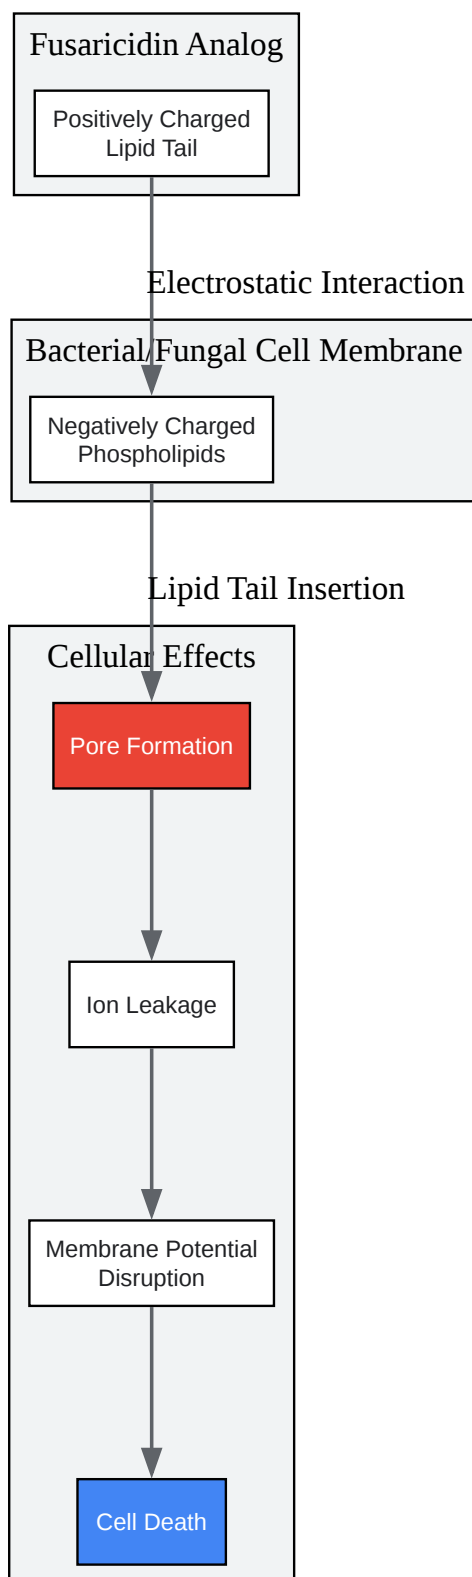 Fusaricidin Analog
Positively Charged
Lipid Tail
Electrostatic Interaction
Bacterial/Fungal Cell Membrane
Negatively Charged
Phospholipids
Lipid Tail Insertion
Cellular Effects
Pore Formation
Ion Leakage
Membrane Potential
Disruption
Cell Death